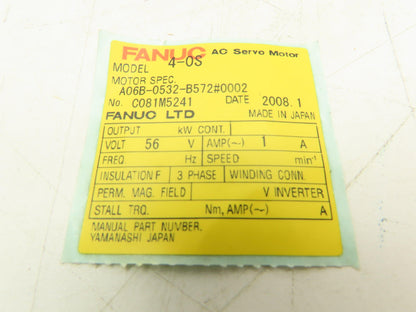 FANUC AC Servo Motor
MODEL 4-0S
MOTOR SPEC.
A06B-0532-B572#0002
No. C081M5241 DATE 2008.1
FANUC LTD MADE IN JAPAN
OUTPUT kW CONT.
VOLT 56 V AMP(~) 1 A
FREQ. Hz SPEED min⁻¹
INSULATION F 3 PHASE WINDING CONN.
PERM. MAG. FIELD V INVERTER
STALL TRQ. Nm, AMP(~) A
MANUAL PART NUMBER.
YAMANASHI JAPAN